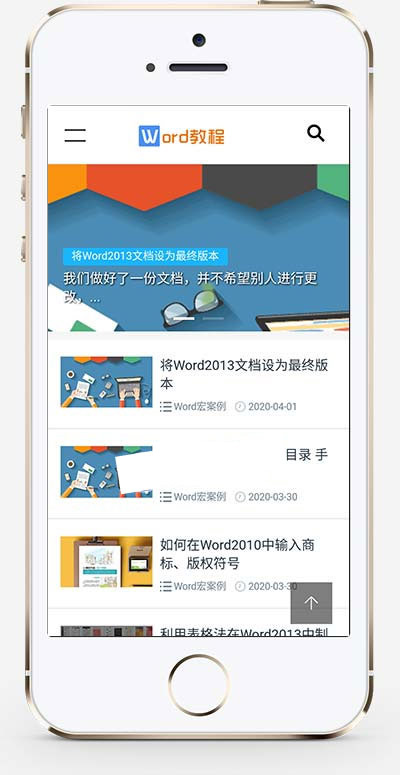 Word教程
将Word2013文档设为最终版本
我们做好了一份文档，并不希望别人进行更
改，...
将Word2013文档设为最终版
本
Word宏案例 2020-04-01
目录 手
Word宏案例 2020-03-30
如何在Word2010中输入商
标、版权符号
Word宏案例 2020-03-30
利用表格法在Word2013中制